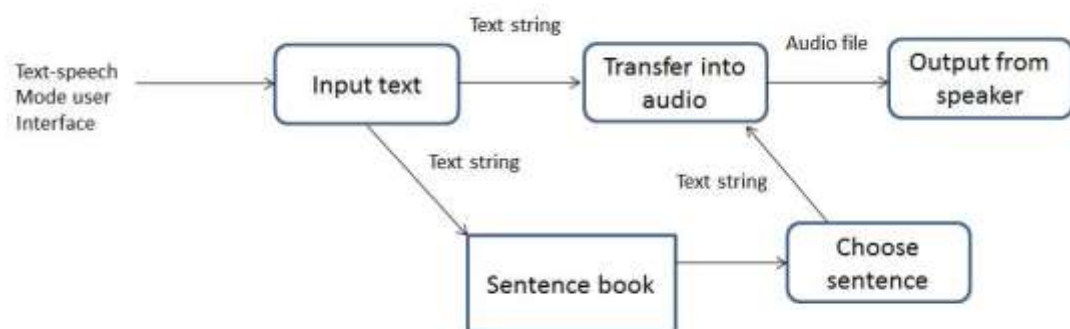 Text string
Audio file
Text-speech
Mode user
Interface
Input text
Transfer into
audio
Output from
speaker
Text string
Text string
Sentence book
Choose
sentence